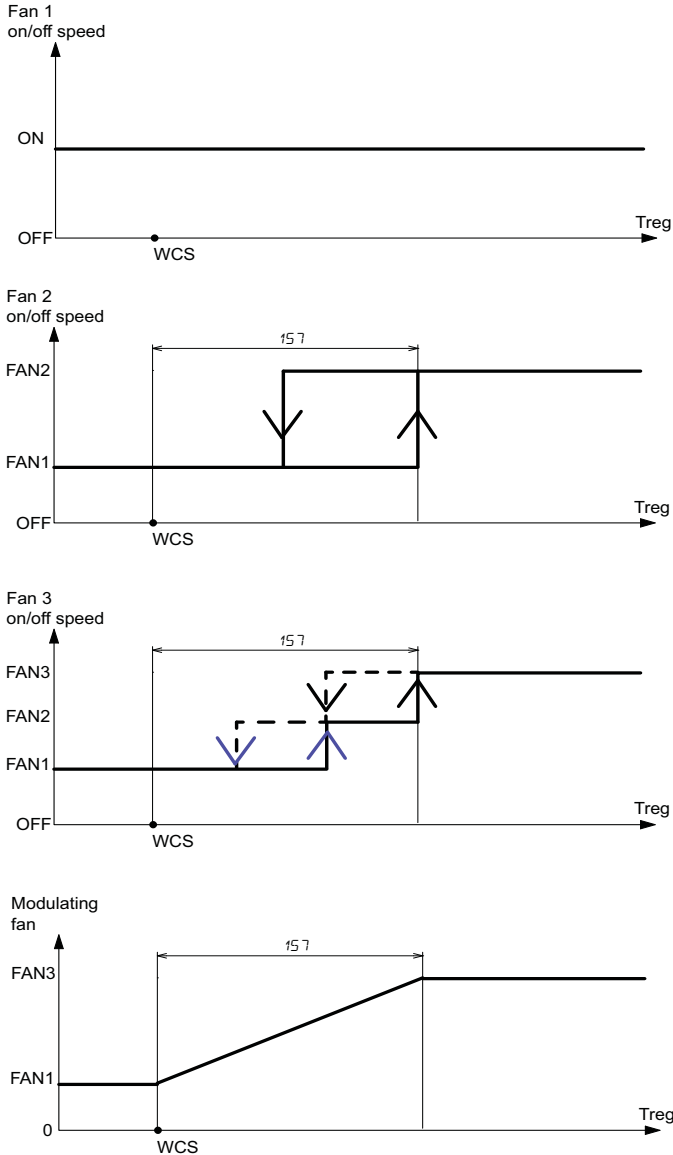 Fan 1
on/off speed
ON
OFF
WCS
Treg
Fan 2
on/off speed
157
FAN2
FAN1
OFF
WCS
Treg
Fan 3
on/off speed
157
FAN3
FAN2
FAN1
OFF
WCS
Treg
Modulating
fan
157
FAN3
FAN1
0
WCS
Treg